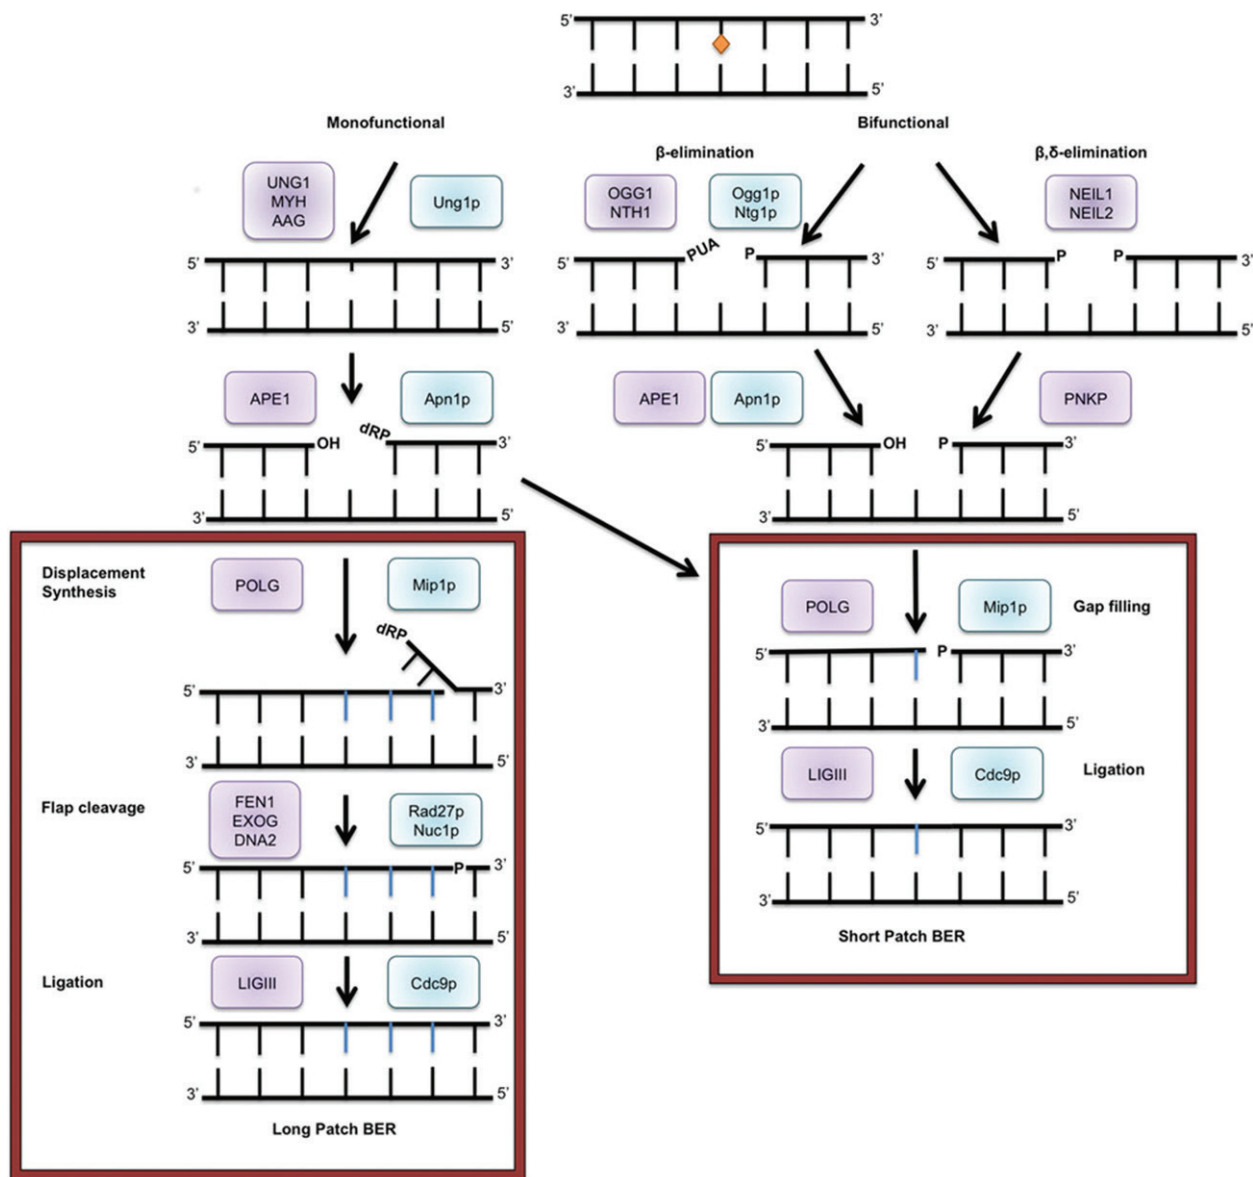 5’ 3’
3’ 5’
Monofunctional
Bifunctional
β-elimination
β,δ-elimination
UNG1
MYH
AAG
Ung1p
OGG1
NTH1
Ogg1p
Ntg1p
NEIL1
NEIL2
5’ 3’
3’ 5’
5’ PUA P 3’
3’ 5’
5’ P P 3’
3’ 5’
APE1
Apn1p
APE1
Apn1p
PNKP
5’ OH dRP 3’
3’ 5’
5’ OH P 3’
3’ 5’
Displacement
Synthesis
POLG
Mip1p
dRP
5’ 3’
3’ 5’
Flap cleavage
FEN1
EXOG
DNA2
Rad27p
Nuc1p
5’ P 3’
3’ 5’
Ligation
LIGIII
Cdc9p
5’ 3’
3’ 5’
Long Patch BER
POLG
Mip1p
Gap filling
5’ P 3’
3’ 5’
LIGIII
Cdc9p
Ligation
5’ 3’
3’ 5’
Short Patch BER